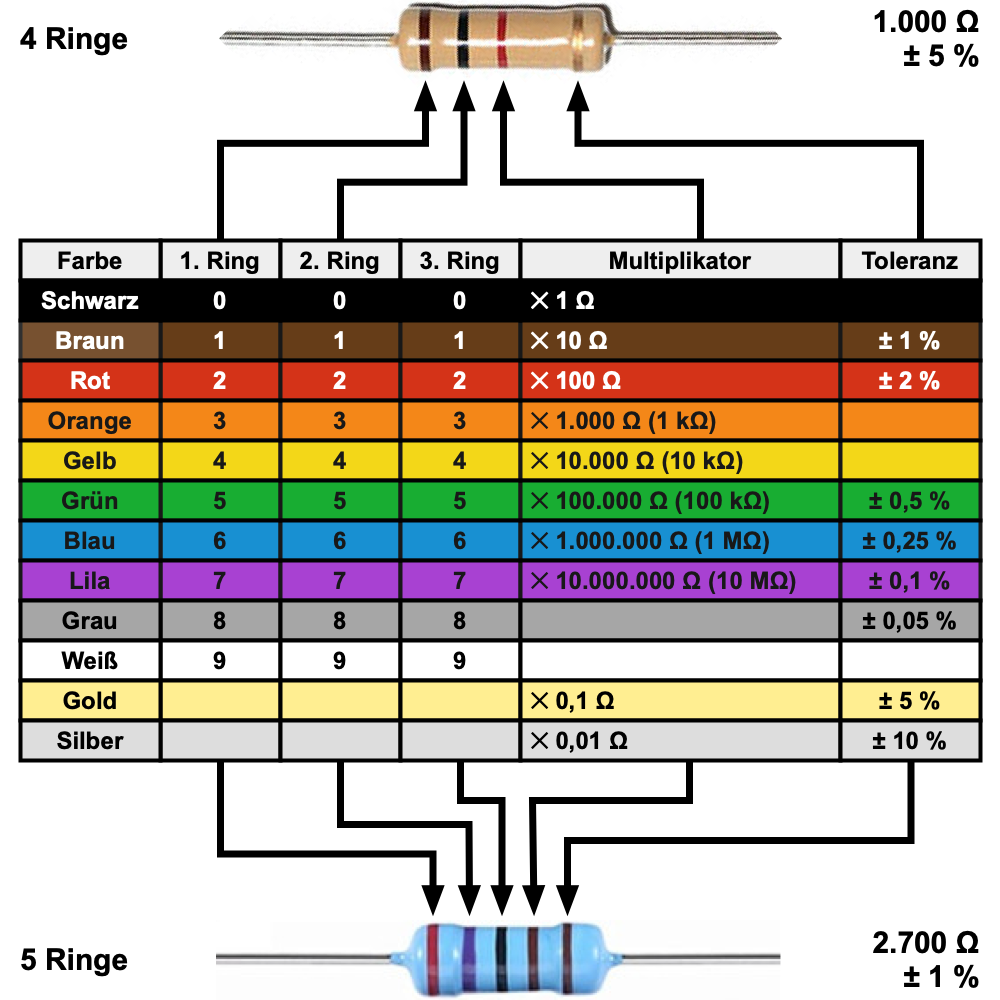 4 Ringe
1.000 Ω
± 5 %
Farbe 1. Ring 2. Ring 3. Ring Multiplikator Toleranz
Schwarz 0 0 0 × 1 Ω
Braun 1 1 1 × 10 Ω ± 1 %
Rot 2 2 2 × 100 Ω ± 2 %
Orange 3 3 3 × 1.000 Ω (1 kΩ)
Gelb 4 4 4 × 10.000 Ω (10 kΩ)
Grün 5 5 5 × 100.000 Ω (100 kΩ) ± 0,5 %
Blau 6 6 6 × 1.000.000 Ω (1 MΩ) ± 0,25 %
Lila 7 7 7 × 10.000.000 Ω (10 MΩ) ± 0,1 %
Grau 8 8 8 ± 0,05 %
Weiß 9 9 9
Gold × 0,1 Ω ± 5 %
Silber × 0,01 Ω ± 10 %
5 Ringe
2.700 Ω
± 1 %